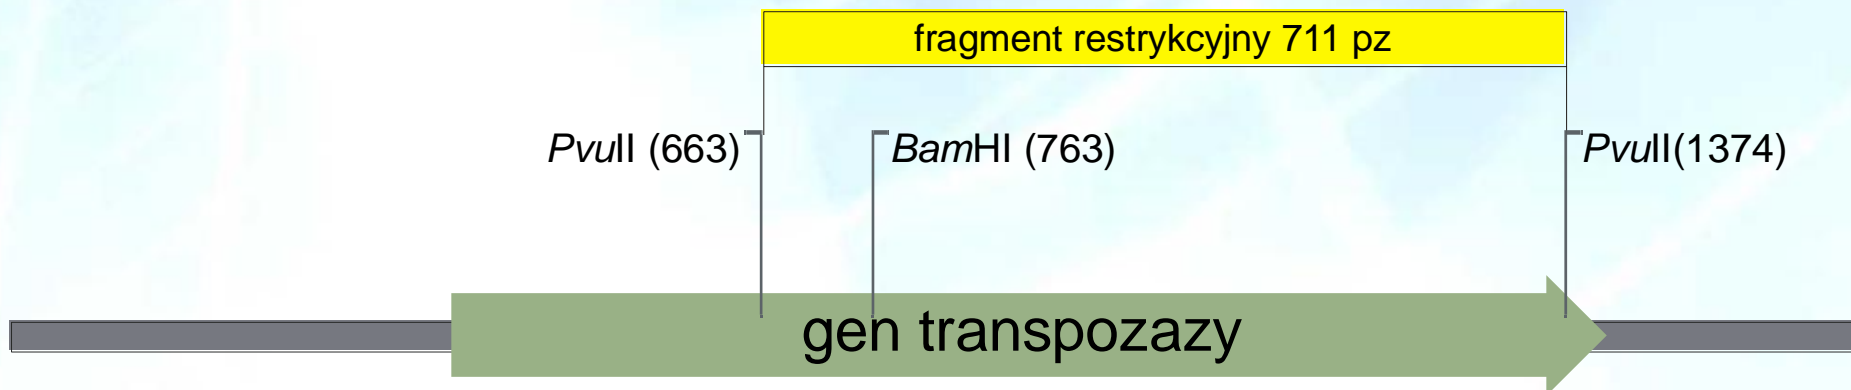 fragment restrykcyjny 711 pz
PvuII (663)
BamHI (763)
PvuII(1374)
gen transpozazy